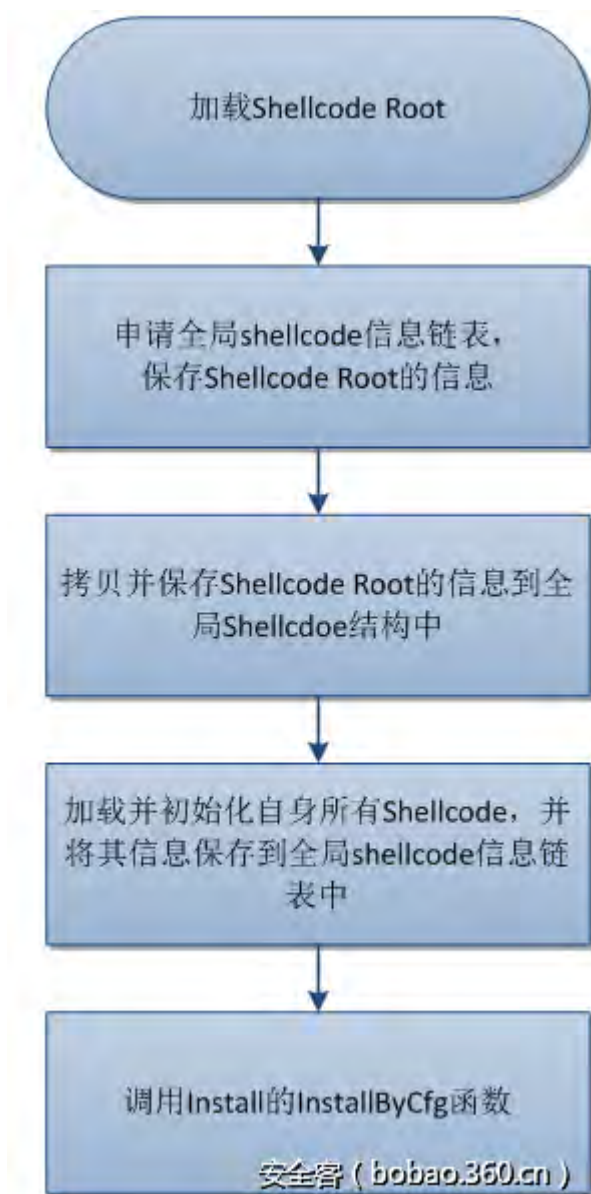 加载Shellcode Root
申请全局shellcode信息链表，
保存Shellcode Root的信息
拷贝并保存Shellcode Root的信息到全
局Shellcdoe结构中
加载并初始化自身所有Shellcode，并
将其信息保存到全局shellcode信息链
表中
调用Install的InstallByCfg函数
安全客（bobao.360.cn）